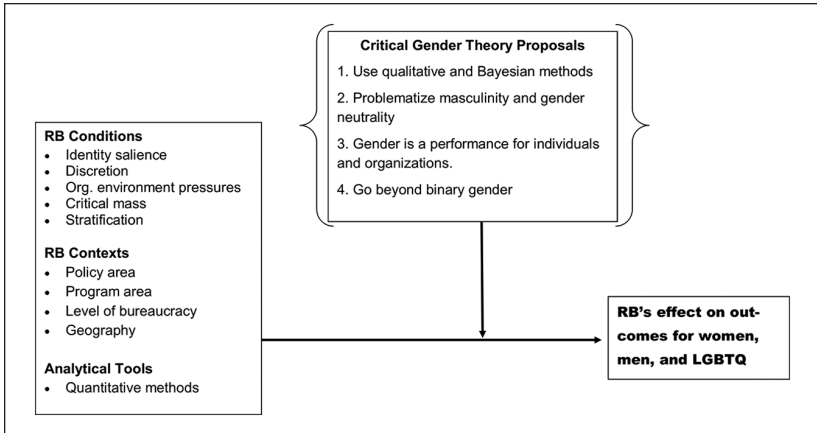 Critical Gender Theory Proposals
1. Use qualitative and Bayesian methods
2. Problematize masculinity and gender
neutrality
3. Gender is a performance for individuals
and organizations.
4. Go beyond binary gender
RB Conditions
• Identity salience
• Discretion
• Org. environment pressures
• Critical mass
• Stratification
RB Contexts
• Policy area
• Program area
• Level of bureaucracy
• Geography
Analytical Tools
• Quantitative methods
RB's effect on out-
comes for women,
men, and LGBTQ